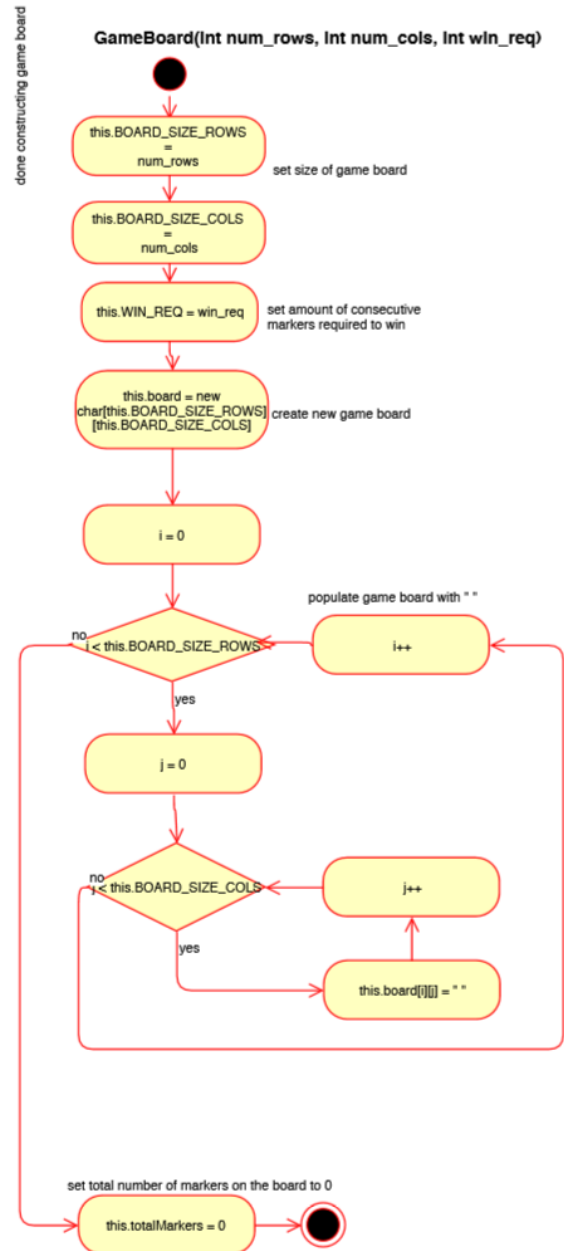 done constructing game board
GameBoard(int num_rows, int num_cols, int win_req)
this.BOARD_SIZE_ROWS
=
num_rows
set size of game board
this.BOARD_SIZE_COLS
=
num_cols
this.WIN_REQ = win_req
set amount of consecutive
markers required to win
this.board = new
char[this.BOARD_SIZE_ROWS]
[this.BOARD_SIZE_COLS]
create new game board
i = 0
populate game board with " "
no
i < this.BOARD_SIZE_ROWS
i++
yes
j = 0
no
j < this.BOARD_SIZE_COLS
j++
yes
this.board[i][j] = " "
set total number of markers on the board to 0
this.totalMarkers = 0